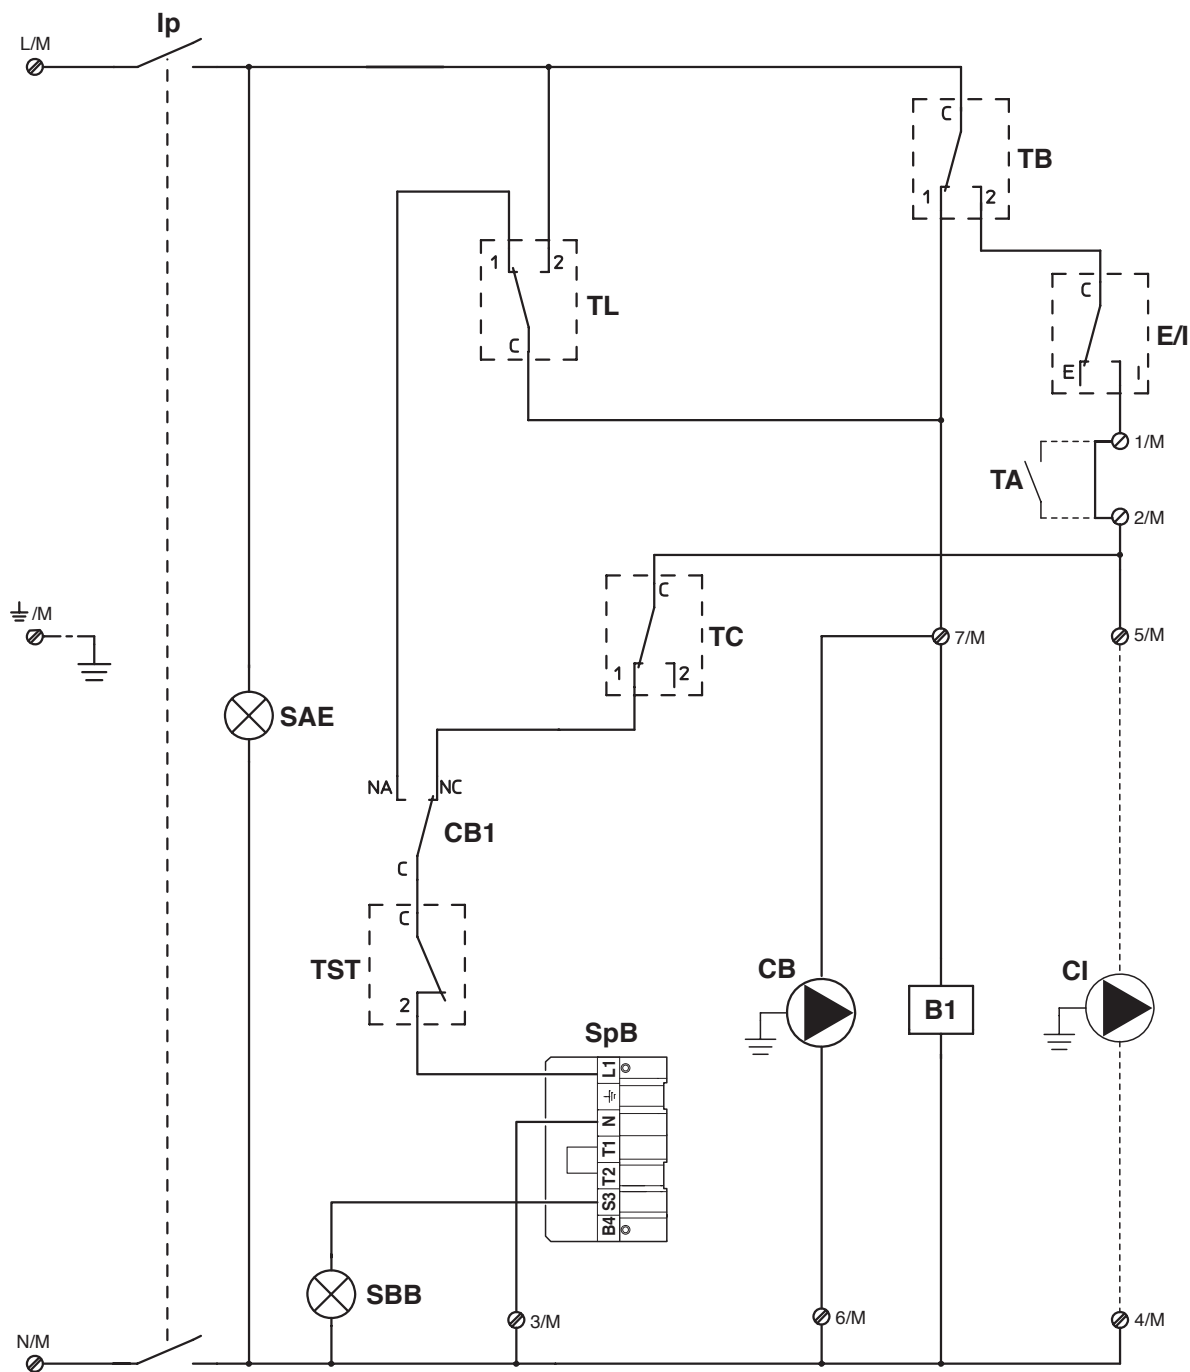 Ip
L/M
C
TB
1 2
1 2
TL
C
C
E/I
E I
1/M
TA
2/M
C
TC
/M
7/M
5/M
1 2
SAE
NA NC
CB1
C
C
TST
2
CB
CI
B1
SpB
L1
N
T1
T2
S3
B4
SBB
3/M
6/M
4/M
N/M